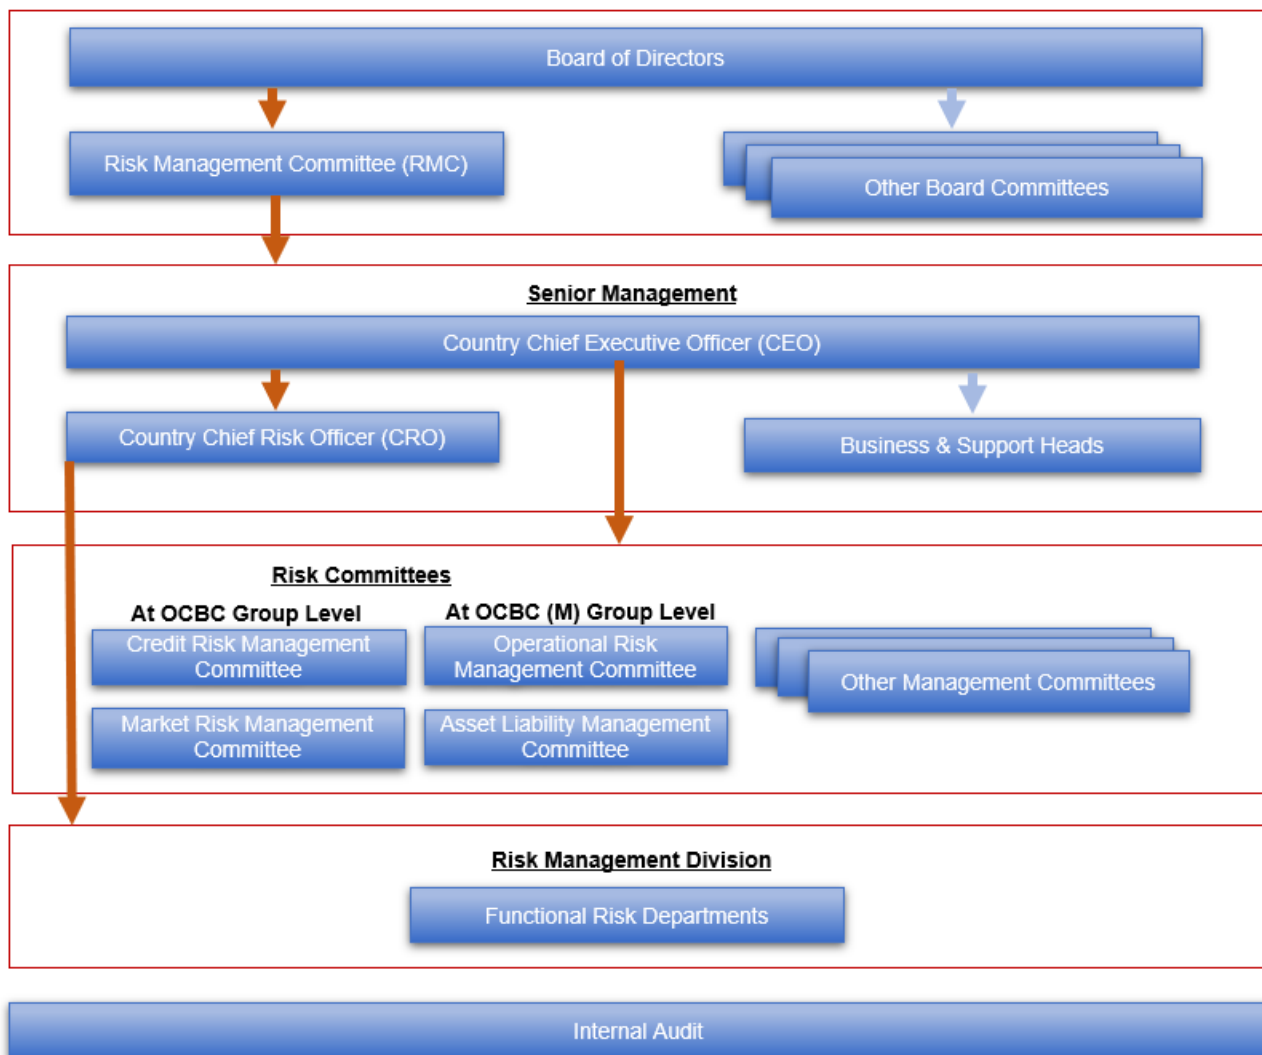 Board of Directors
Risk Management Committee (RMC)
Other Board Committees
Senior Management
Country Chief Executive Officer (CEO)
Country Chief Risk Officer (CRO)
Business & Support Heads
Risk Committees
At OCBC Group Level
At OCBC (M) Group Level
Credit Risk Management
Committee
Operational Risk
Management Committee
Other Management Committees
Market Risk Management
Committee
Asset Liability Management
Committee
Risk Management Division
Functional Risk Departments
Internal Audit